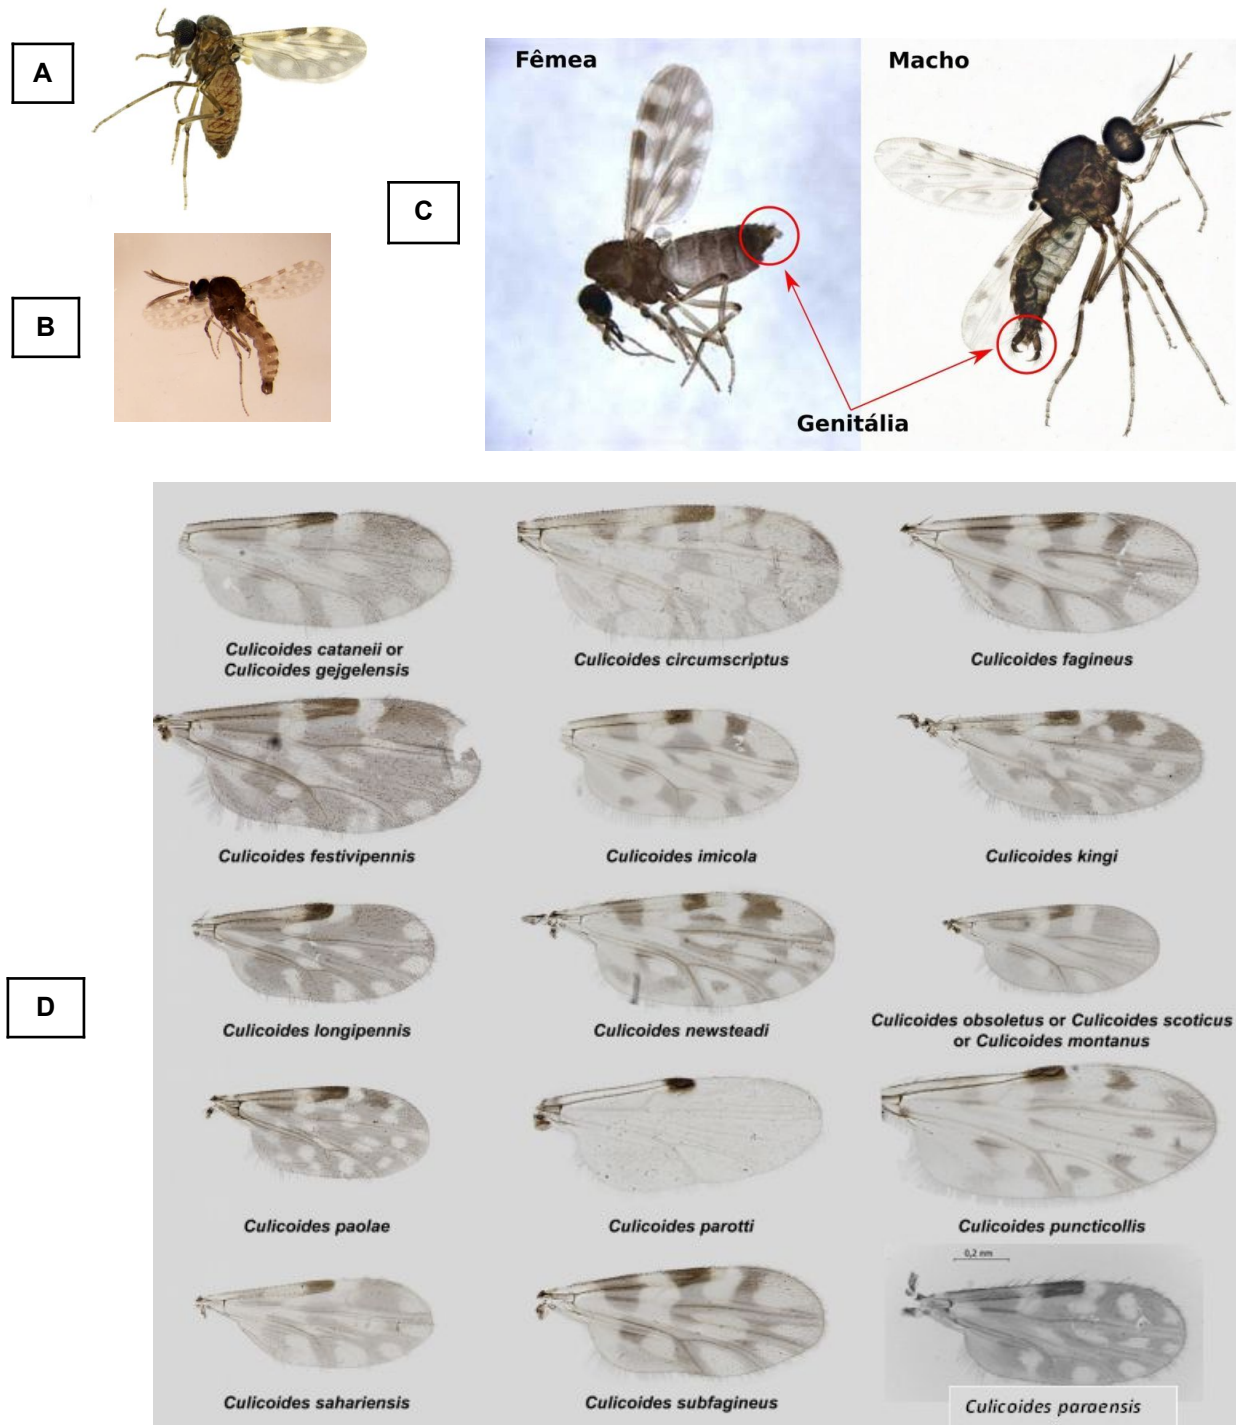 A
B
C
Fêmea
Macho
Genitália
D
Culicoides cataneii or
Culicoides gejgelensis
Culicoides circumscriptus
Culicoides fagineus
Culicoides festivipennis
Culicoides imicola
Culicoides kingi
Culicoides longipennis
Culicoides newsteadi
Culicoides obsoletus or Culicoides scoticus
or Culicoides montanus
Culicoides paolae
Culicoides parotti
Culicoides puncticollis
0,2 nm
Culicoides sahariensis
Culicoides subfagineus
Culicoides paraensis